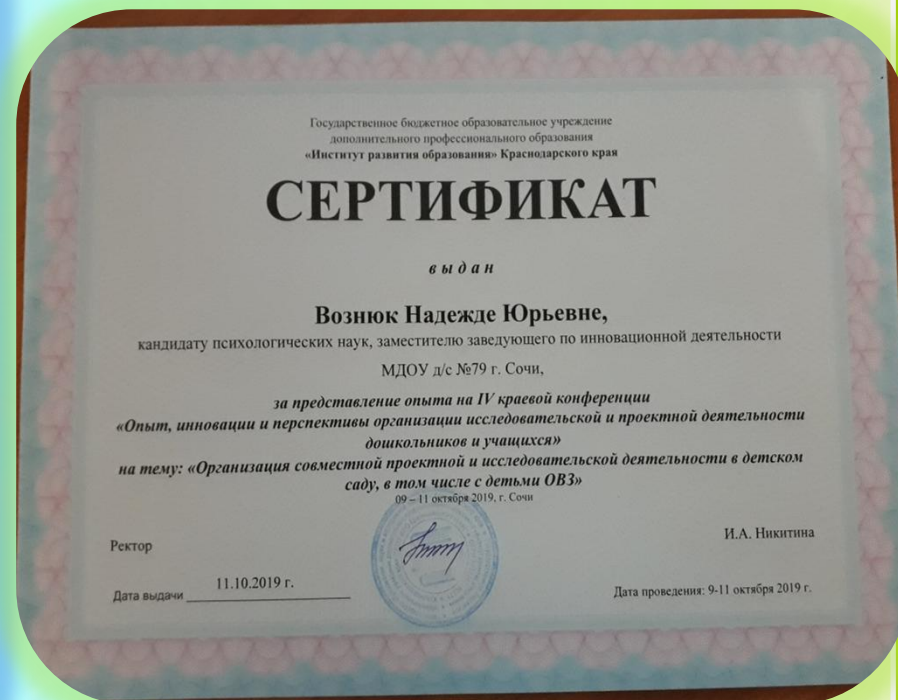 Государственное бюджетное образовательное учреждение
дополнительного профессионального образования
«Институт развития образования» Краснодарского края
СЕРТИФИКАТ
выдан
Вознюк Надежде Юрьевне,
кандидату психологических наук, заместителю заведующего по инновационной деятельности
МДОУ д/с №79 г. Сочи,
за представление опыта на IV краевой конференции
«Опыт, инновации и перспективы организации исследовательской и проектной деятельности
дошкольников и учащихся»
на тему: «Организация совместной проектной и исследовательской деятельности в детском
саду, в том числе с детьми ОВЗ»
09 – 11 октября 2019, г. Сочи
Ректор
И.А. Никитина
Дата выдачи 11.10.2019 г.
Дата проведения: 9-11 октября 2019 г.